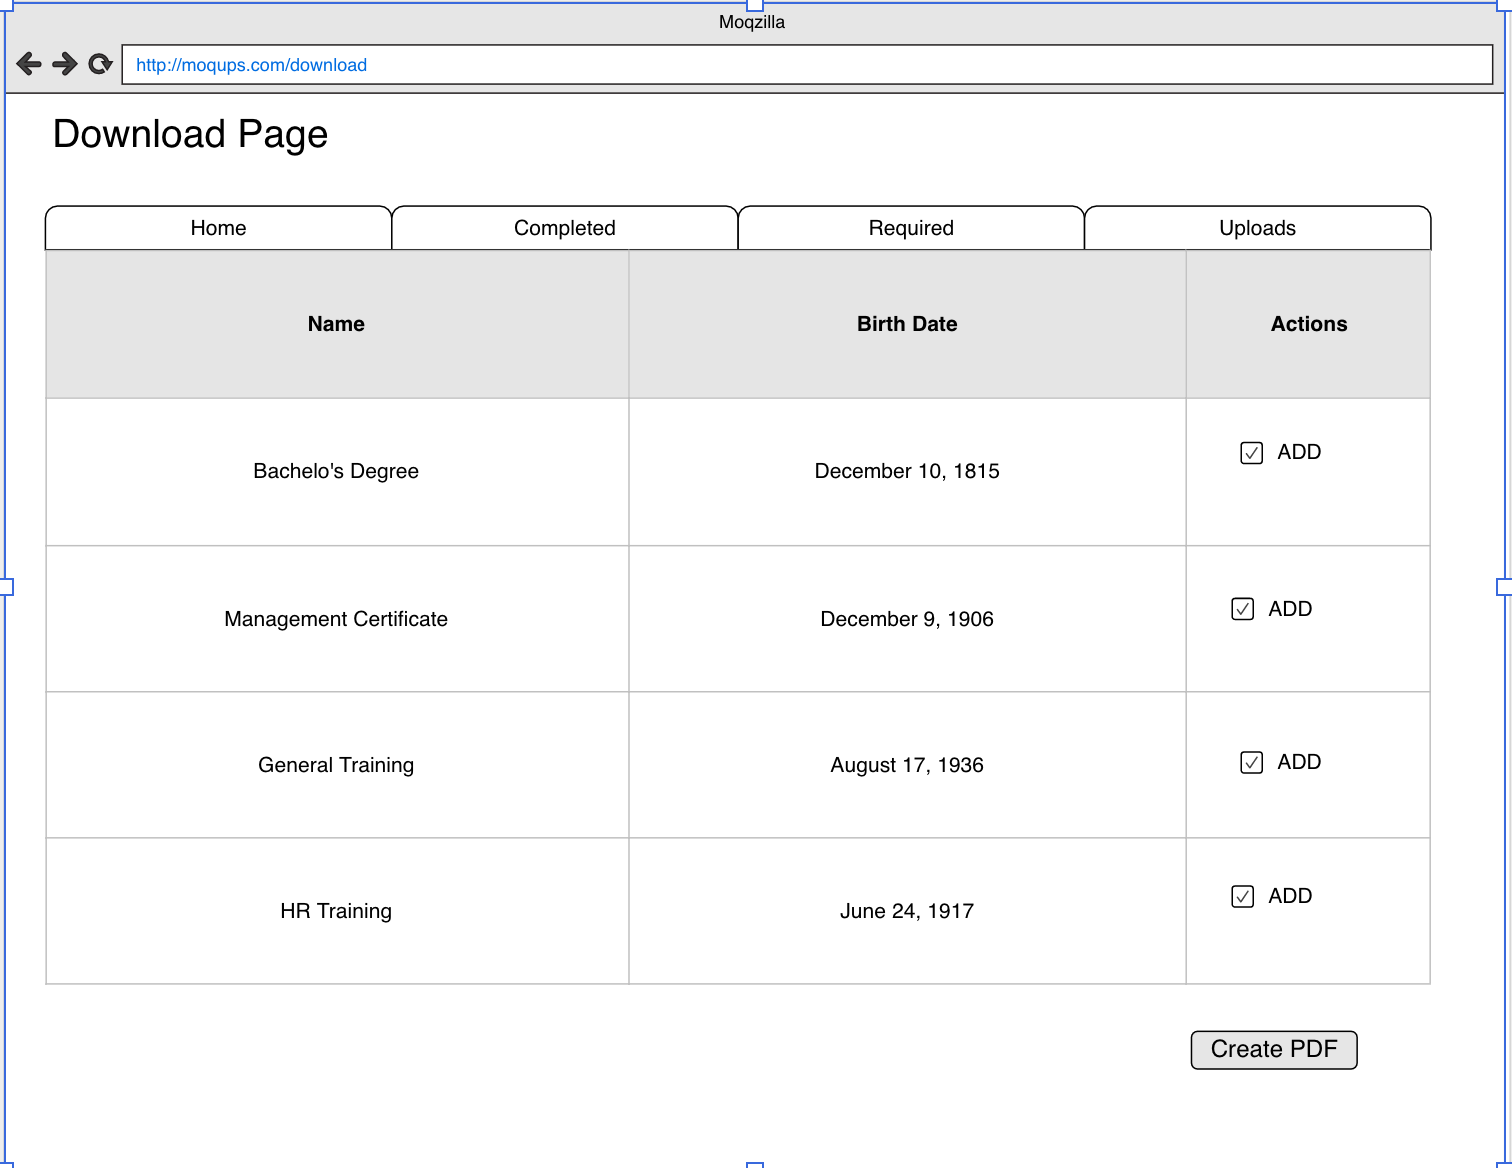 Moqzilla
http://moqups.com/download
Download Page
Home Completed Required Uploads
Name Birth Date Actions
Bachelo's Degree December 10, 1815 ADD
Management Certificate December 9, 1906 ADD
General Training August 17, 1936 ADD
HR Training June 24, 1917 ADD
Create PDF